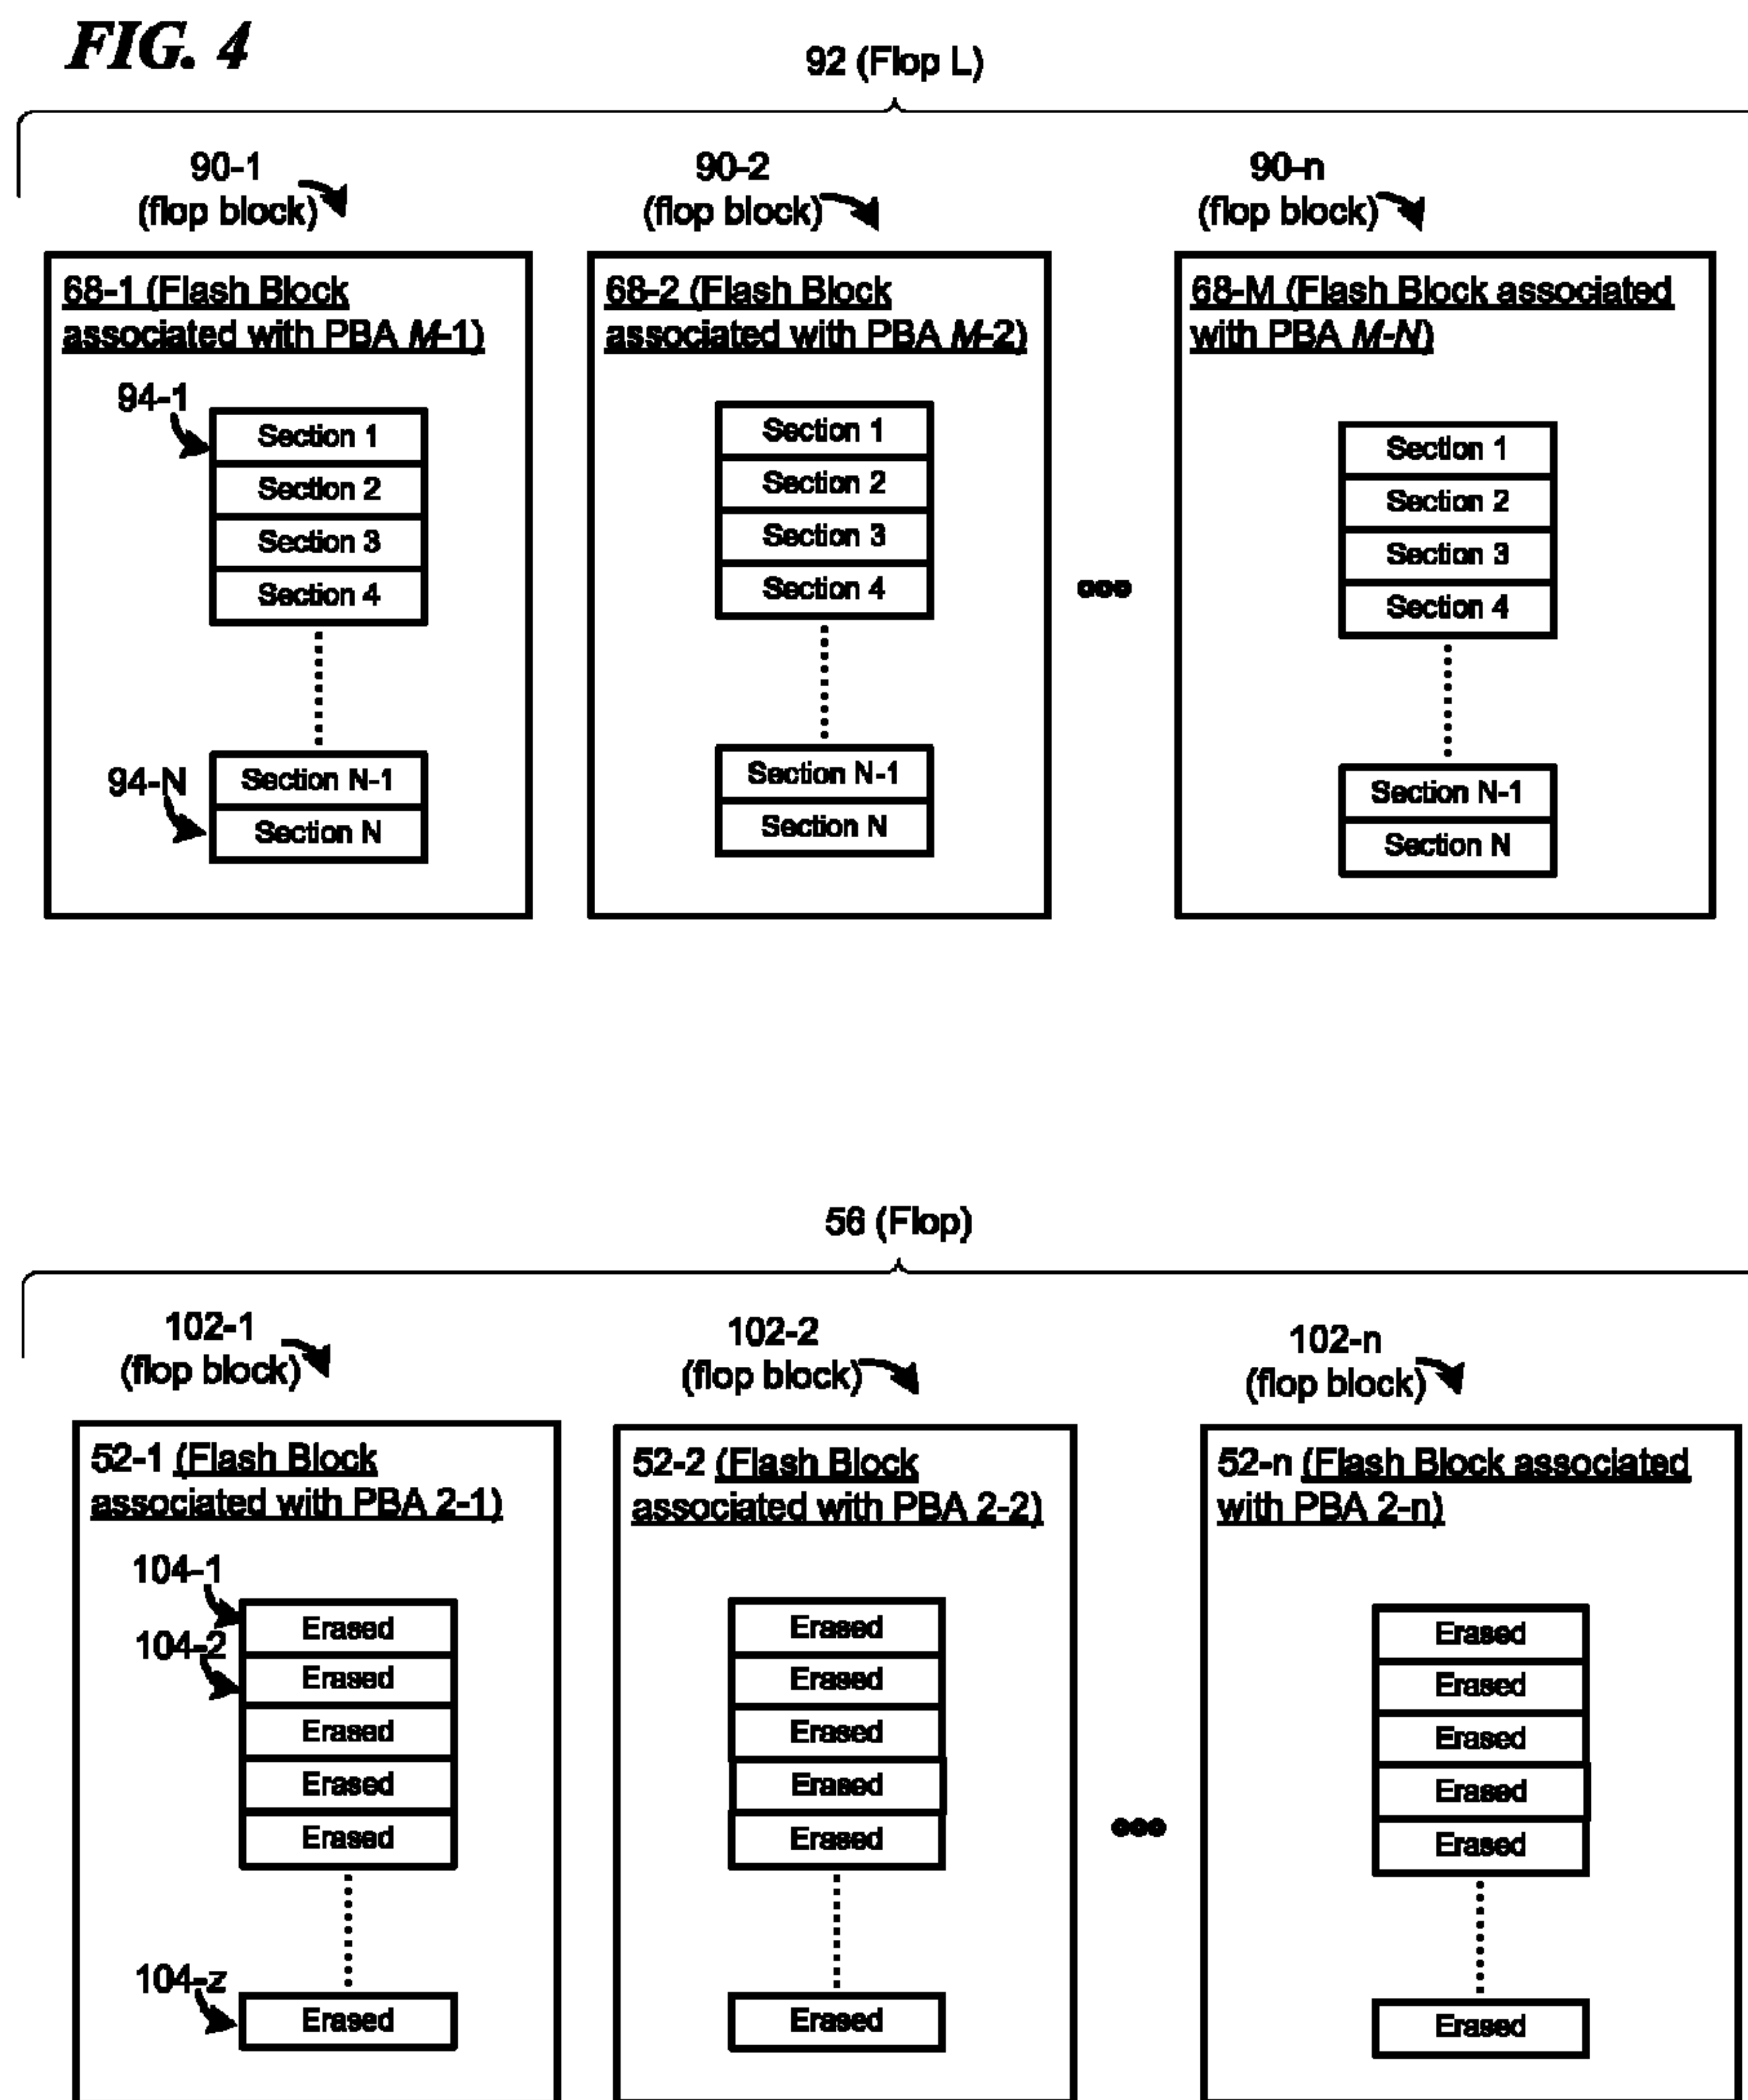 FIG. 4
92 (Flop L)
90-1
(flop block)
90-2
(flop block)
90-n
(flop block)
68-1 (Flash Block
associated with PBA M-1)
94-1
Section 1
Section 2
Section 3
Section 4
94-N
Section N-1
Section N
68-2 (Flash Block
associated with PBA M-2)
Section 1
Section 2
Section 3
Section 4
Section N-1
Section N
68-M (Flash Block associated
with PBA M-N)
Section 1
Section 2
Section 3
Section 4
Section N-1
Section N
56 (Flop)
102-1
(flop block)
102-2
(flop block)
102-n
(flop block)
52-1 (Flash Block
associated with PBA 2-1)
104-1
Erased
104-2
Erased
Erased
Erased
Erased
104-z
Erased
52-2 (Flash Block
associated with PBA 2-2)
Erased
Erased
Erased
Erased
Erased
Erased
52-n (Flash Block associated
with PBA 2-n)
Erased
Erased
Erased
Erased
Erased
Erased